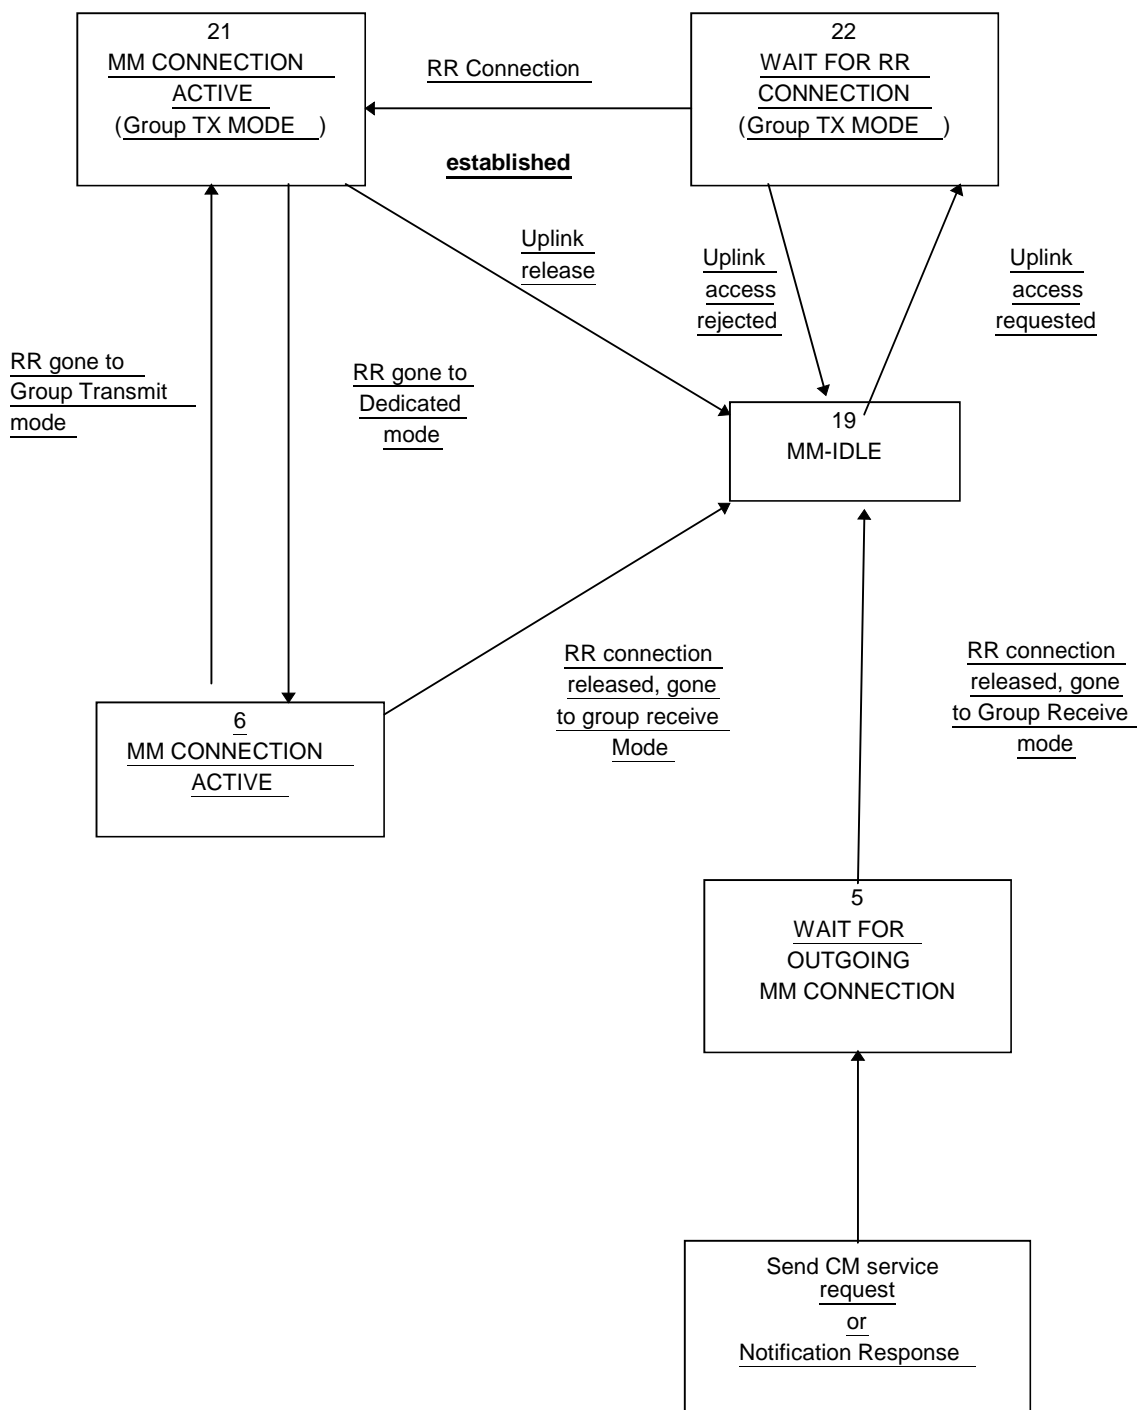 21
MM CONNECTION
ACTIVE
(Group TX MODE )
22
WAIT FOR RR
CONNECTION
(Group TX MODE )
RR Connection
established
Uplink
release
Uplink
access
rejected
Uplink
access
requested
RR gone to
Group Transmit
mode
RR gone to
Dedicated
mode
19
MM-IDLE
RR connection
released, gone
to group receive
Mode
RR connection
released, gone
to Group Receive
mode
6
MM CONNECTION
ACTIVE
5
WAIT FOR
OUTGOING
MM CONNECTION
Send CM service
request
or
Notification Response